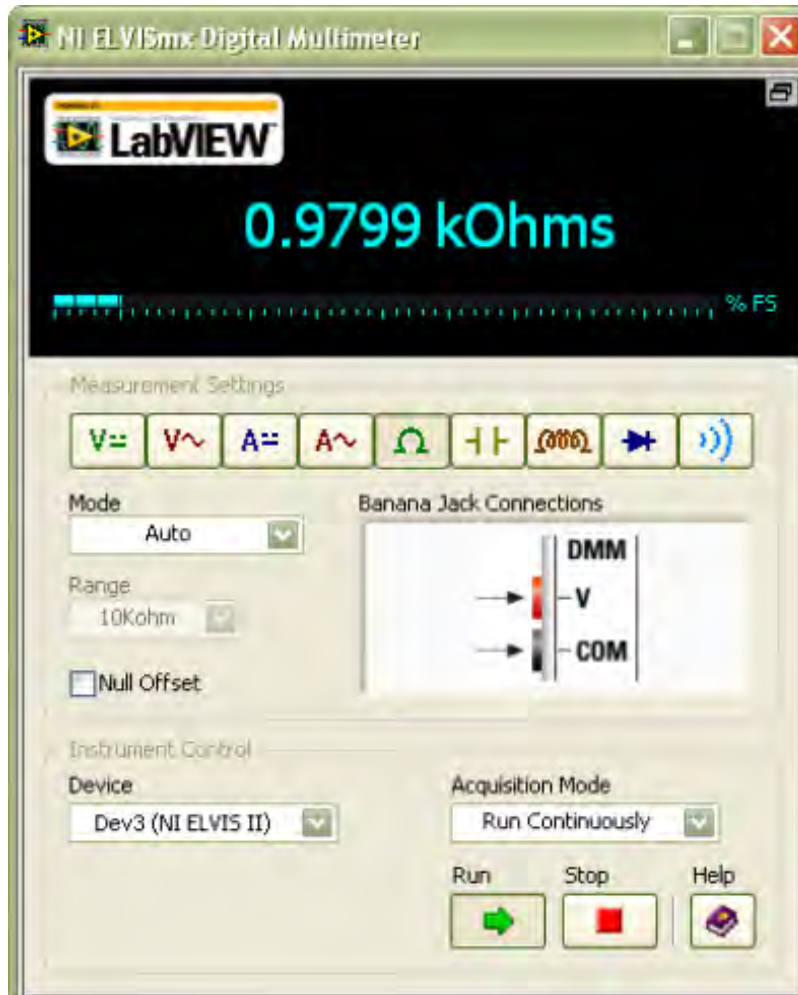 NI ELVISmx Digital Multimeter
LabVIEW
0.9799 kOhms
% FS
Measurement Settings
V V A A Ω
Mode
Banana Jack Connections
Auto
DMM
V
COM
Range
10Kohm
Null Offset
Instrument Control
Device
Acquisition Mode
Dev3 (NI ELVIS II)
Run Continuously
Run Stop Help